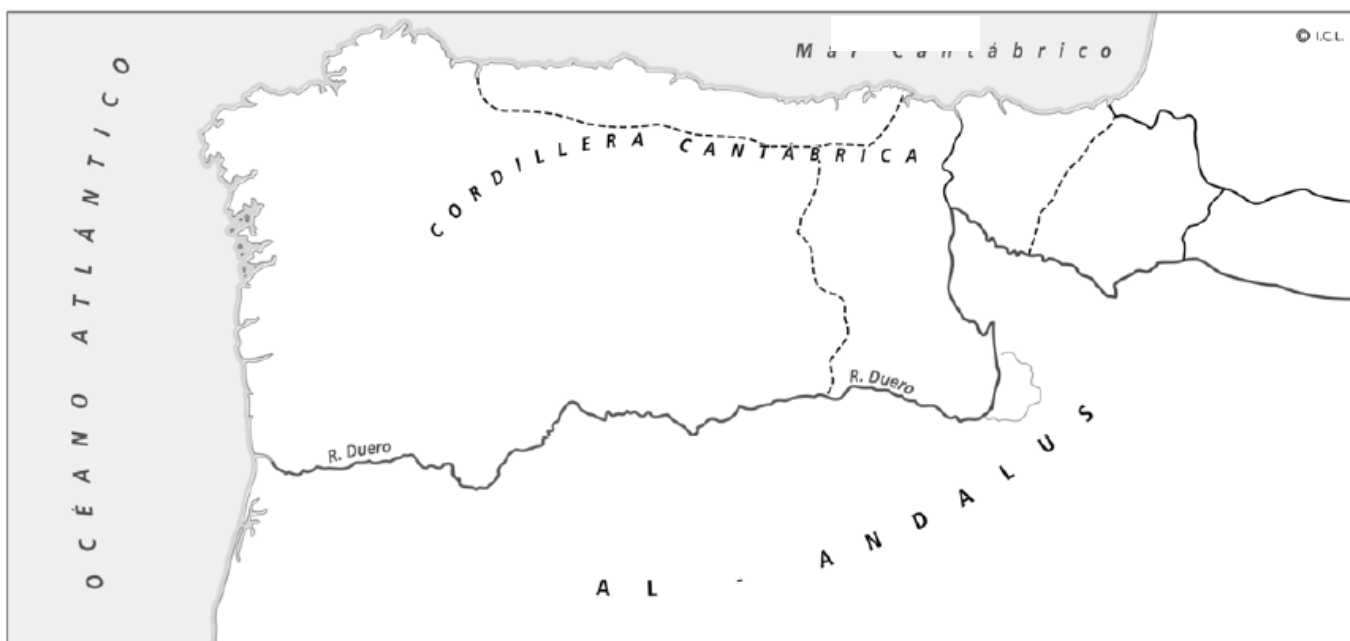 © I.C.L.
Mar Cantábrico
OCÉANO ATLÁNTICO
CORDILLERA CANTÁBRICA
R. Duero
R. Duero
AL - ANDALUS